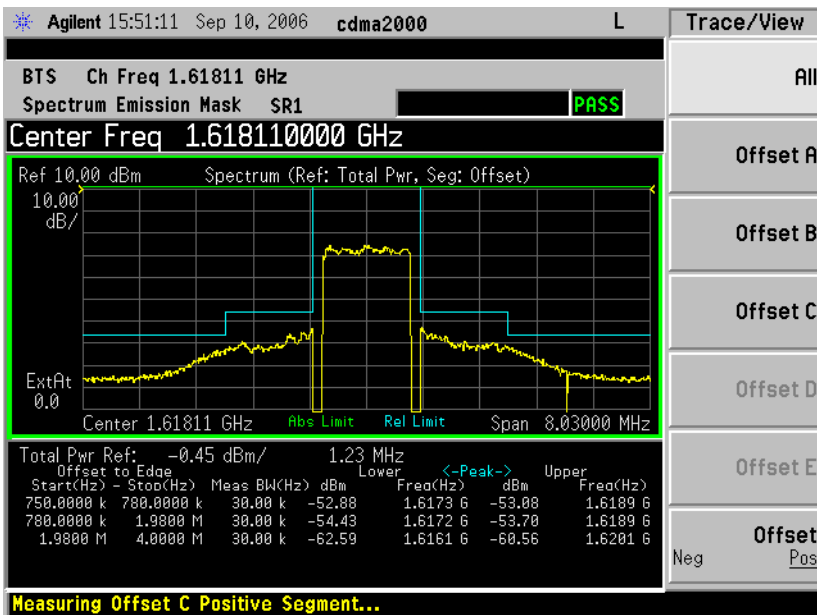 Agilent 15:51:11 Sep 10, 2006 cdma2000 L
Trace/View
BTS Ch Freq 1.61811 GHz
Spectrum Emission Mask SR1 PASS
Center Freq 1.618110000 GHz
Ref 10.00 dBm Spectrum (Ref: Total Pwr, Seg: Offset)
10.00
dB/
ExtAt
0.0
Center 1.61811 GHz Abs Limit Rel Limit Span 8.03000 MHz
Total Pwr Ref: -0.45 dBm/ 1.23 MHz
Offset to Edge Lower <-Peak-> Upper
Start(Hz) - Stop(Hz) Meas BW(Hz) dBm Freq(Hz) dBm Freq(Hz)
750.0000 k 780.0000 k 30.00 k -52.88 1.6173 G -53.08 1.6189 G
780.0000 k 1.9800 M 30.00 k -54.43 1.6172 G -53.70 1.6189 G
1.9800 M 4.0000 M 30.00 k -62.59 1.6161 G -60.56 1.6201 G
Measuring Offset C Positive Segment...
All
Offset A
Offset B
Offset C
Offset D
Offset E
Offset
Neg Pos